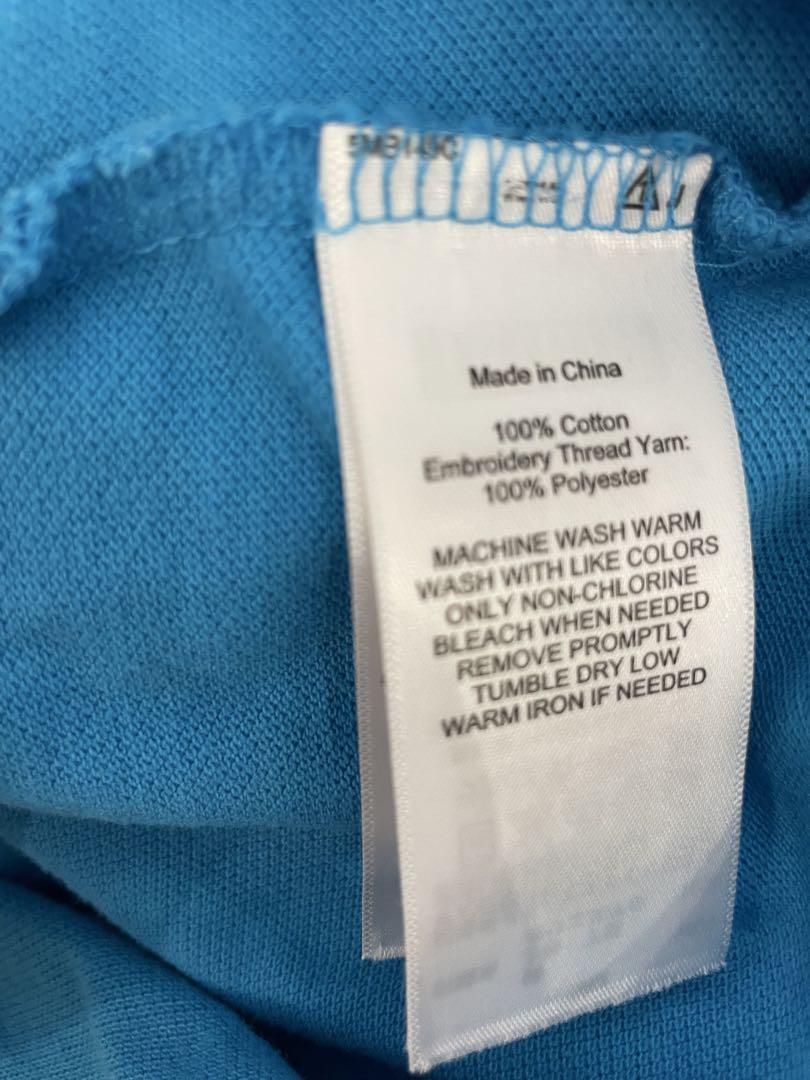 Made in China
100% Cotton
Embroidery Thread Yarn:
100% Polyester
MACHINE WASH WARM
WASH WITH LIKE COLORS
ONLY NON-CHLORINE
BLEACH WHEN NEEDED
REMOVE PROMPTLY
TUMBLE DRY LOW
WARM IRON IF NEEDED